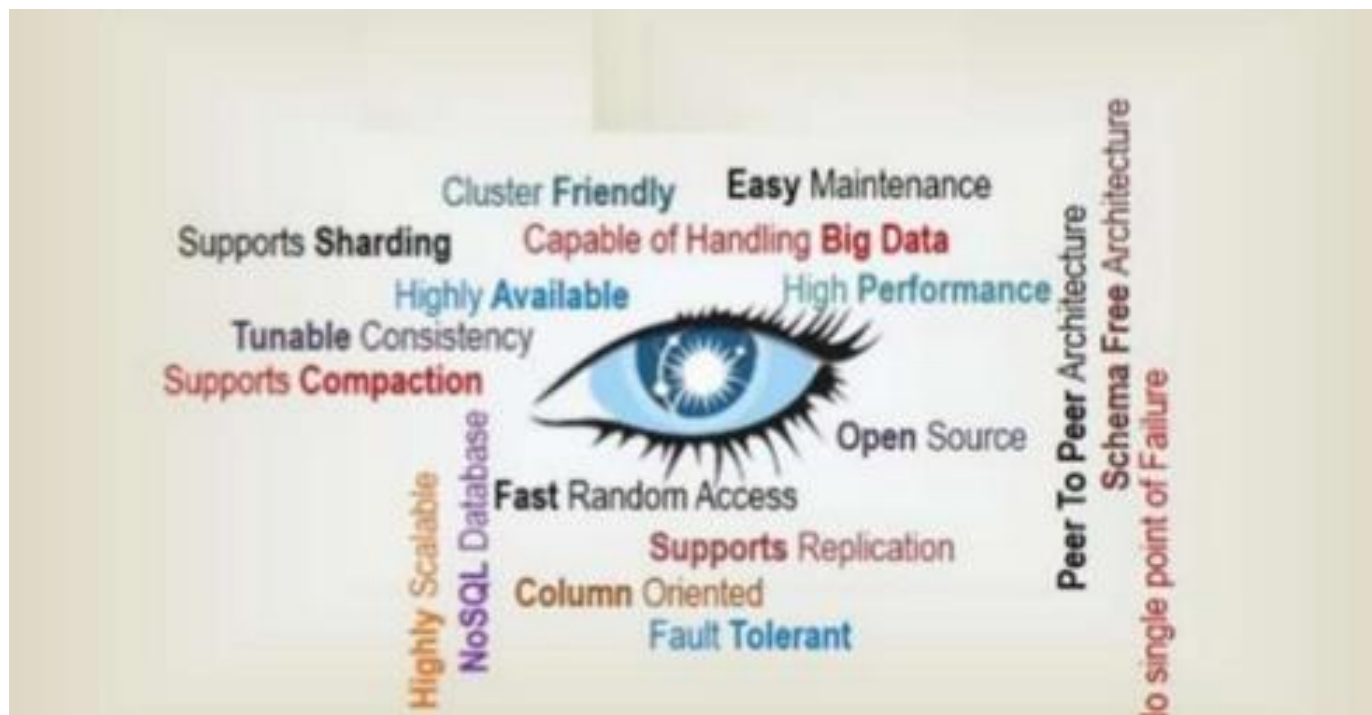 Cluster Friendly
Easy Maintenance
Supports Sharding
Capable of Handling Big Data
Highly Available
High Performance
Tunable Consistency
Supports Compaction
Open Source
Fast Random Access
Supports Replication
Column Oriented
Fault Tolerant
Highly Scalable
NoSQL Database
Peer To Peer Architecture
Schema Free Architecture
single point of Failure